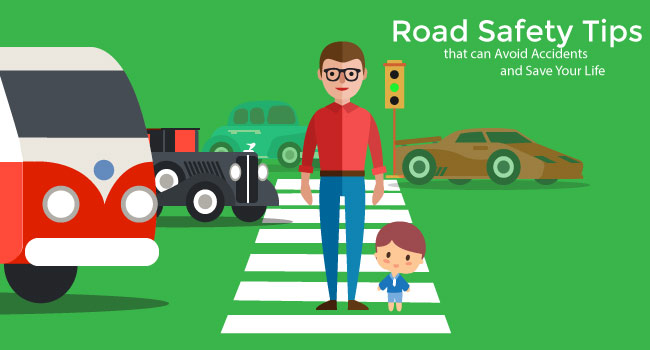 Road Safety Tips
that can Avoid Accidents
and Save Your Life